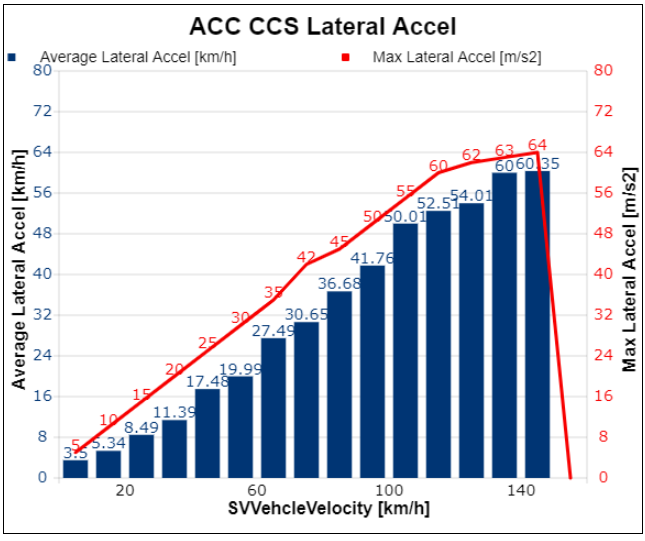 ACC CCS Lateral Accel
Average Lateral Accel [km/h] Max Lateral Accel [m/s2]
80 80
72 72
64 63 64 64
62
60
60 60.35
56 55 54.01 56
52.51
50 50.01
48 48
45
42 41.76
40 40
36.68
35
32 30 30.65 32
27.49
25
24 24
20 19.99
17.48
16 15 16
11.39
10
8 8.49 8
5 5.34
3.5
0 0
20 60 100 140
SVVehcleVelocity [km/h]
Average Lateral Accel [km/h]
Max Lateral Accel [m/s2]